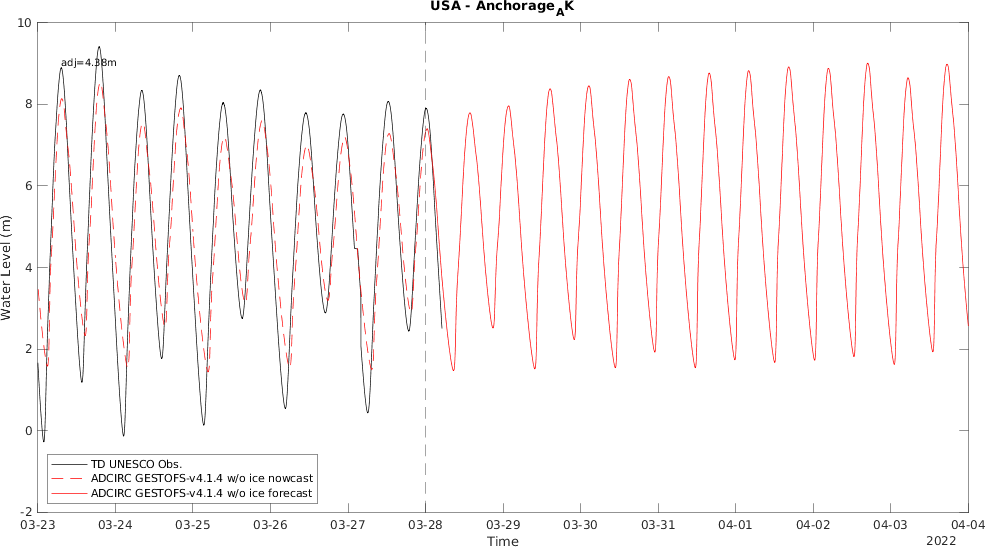 USA - Anchorage_AK
10
8
6
4
2
0
-2
Water Level (m)
adj=4.38m
TD UNESCO Obs.
ADCIRC GESTOFS-v4.1.4 w/o ice nowcast
ADCIRC GESTOFS-v4.1.4 w/o ice forecast
03-23 03-24 03-25 03-26 03-27 03-28 03-29 03-30 03-31 04-01 04-02 04-03 04-04
Time
2022